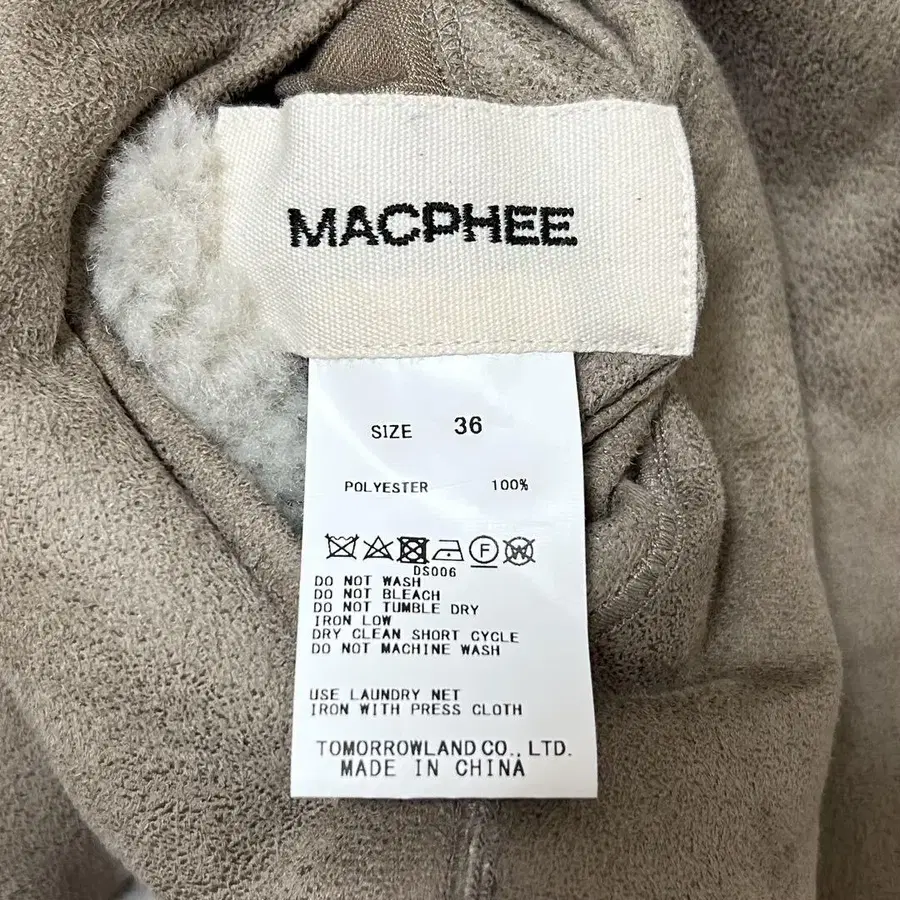 MACPHEE
SIZE 36
POLYESTER 100%
F W
DS006
DO NOT WASH
DO NOT BLEACH
DO NOT TUMBLE DRY
IRON LOW
DRY CLEAN SHORT CYCLE
DO NOT MACHINE WASH
USE LAUNDRY NET
IRON WITH PRESS CLOTH
TOMORROWLAND CO., LTD.
MADE IN CHINA